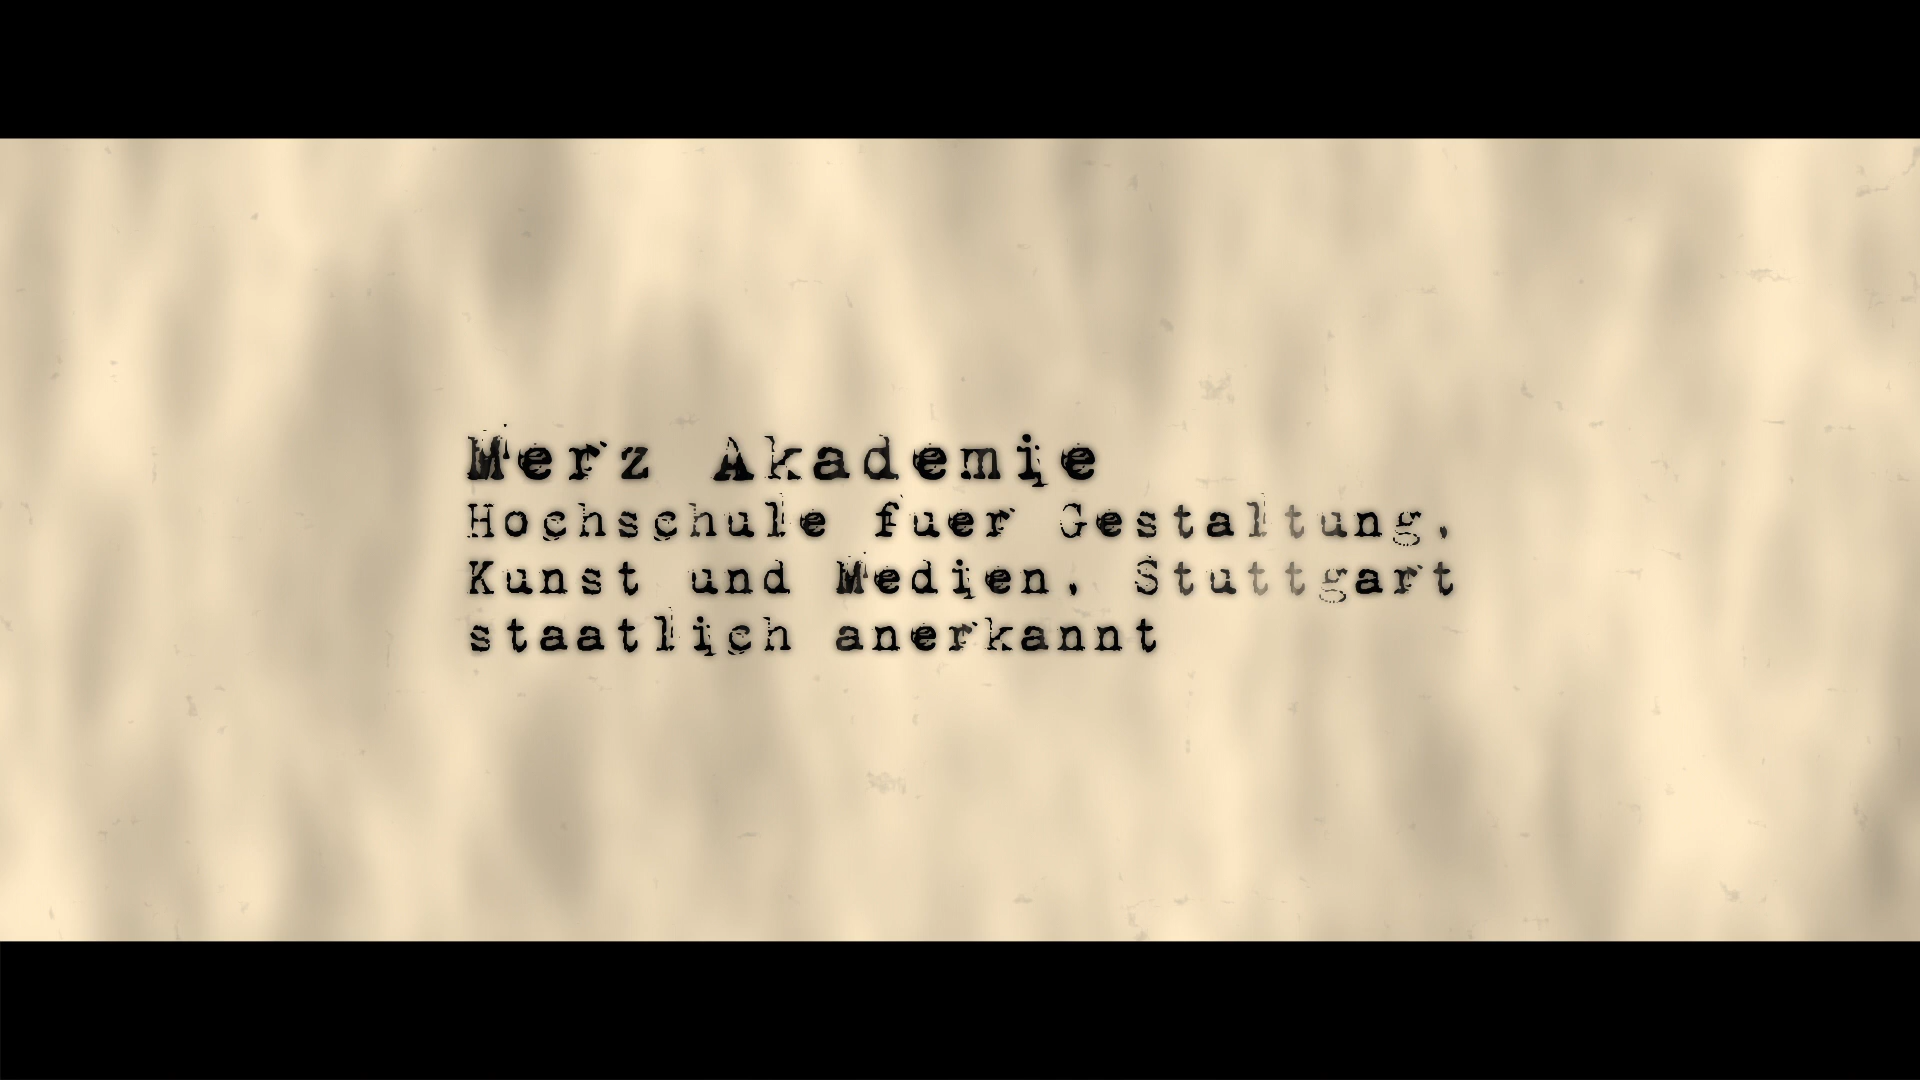 Merz Akademie
Hochschule fuer Gestaltung,
Kunst und Medien, Stuttgart
staatlich anerkannt